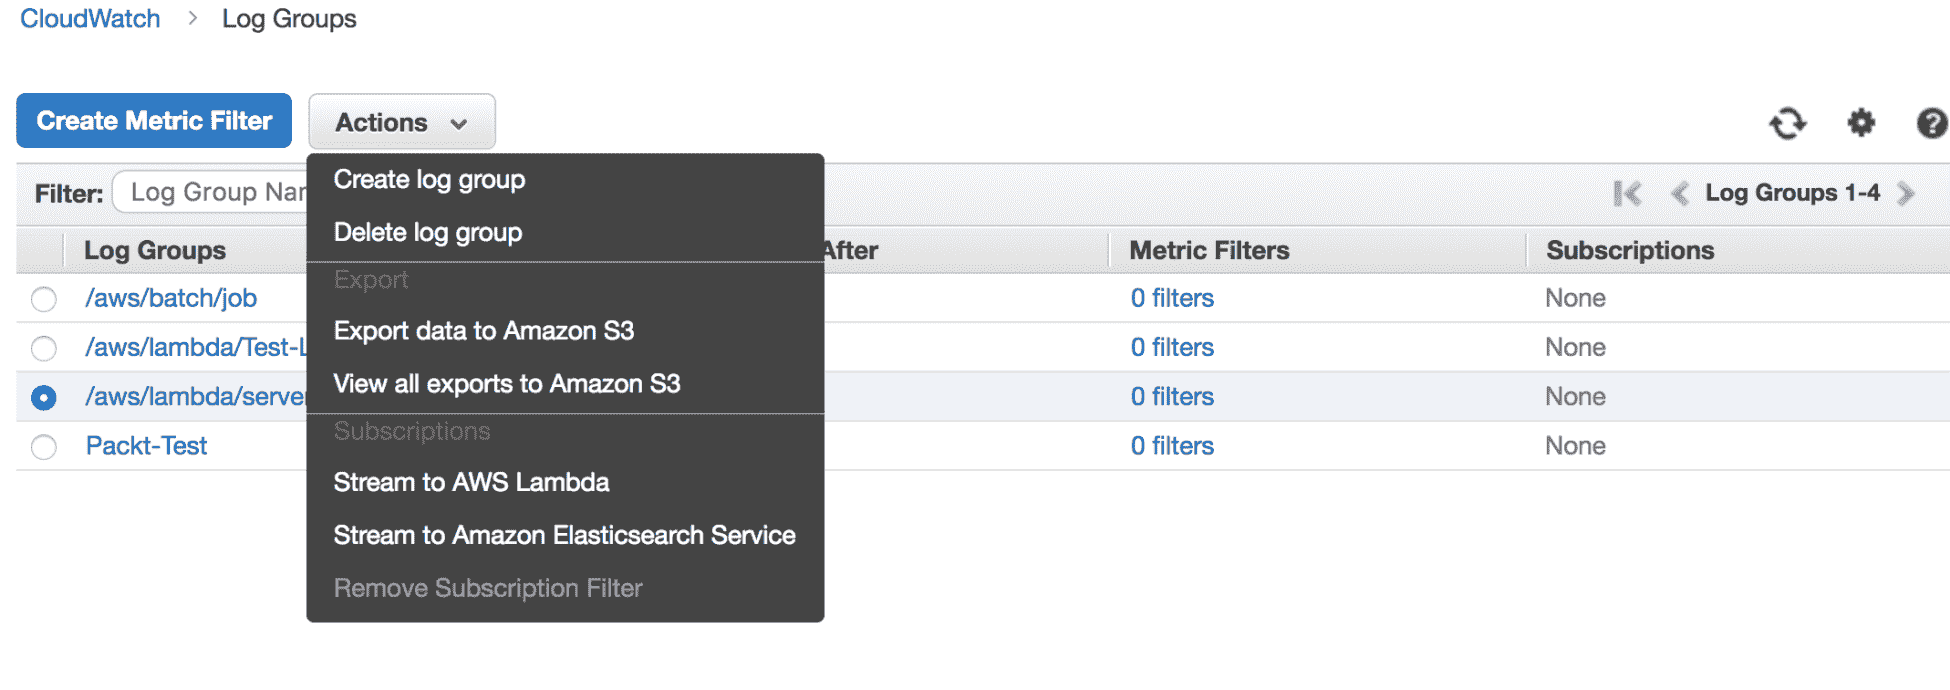 CloudWatch > Log Groups
Create Metric Filter Actions
Create log group
Filter: Log Group Log Groups 1-4
Delete log group
Log Groups After Metric Filters Subscriptions
Export
/aws/batch/job 0 filters None
Export data to Amazon S3
/aws/lambda/Test-L 0 filters None
View all exports to Amazon S3
/aws/lambda/server 0 filters None
Subscriptions
Packt-Test 0 filters None
Stream to AWS Lambda
Stream to Amazon Elasticsearch Service
Remove Subscription Filter